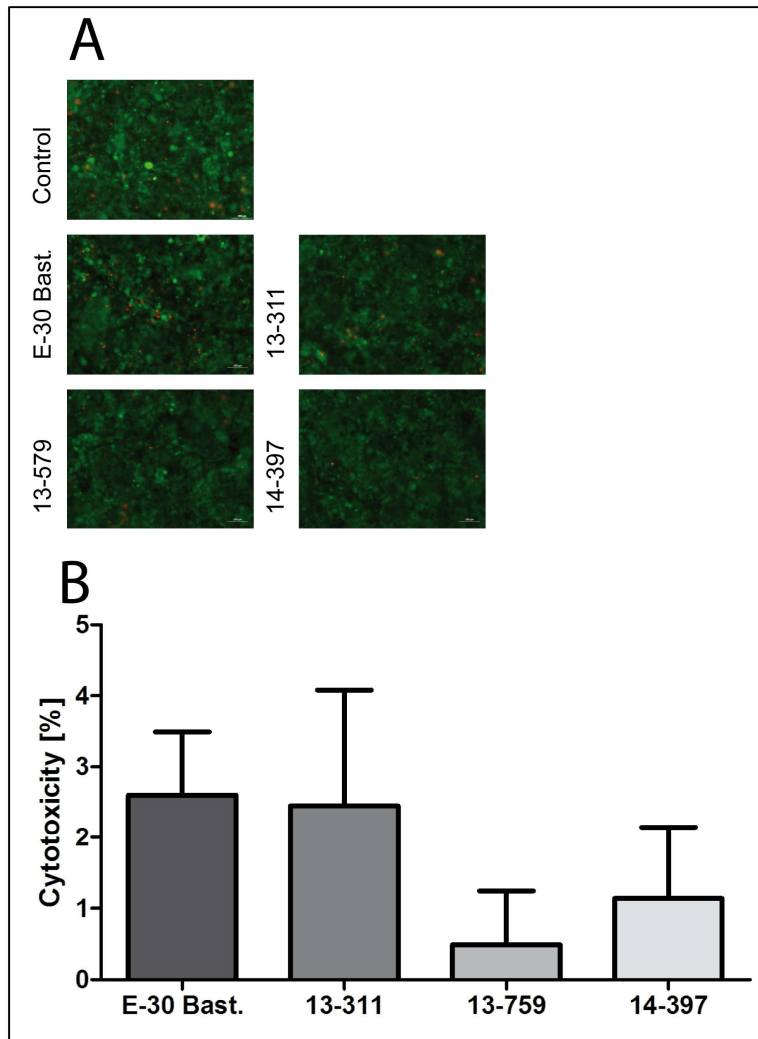 A
Control
E-30 Bast.
13-311
13-579
14-397
B
Cytotoxicity [%]
5
4
3
2
1
0
E-30 Bast.
13-311
13-759
14-397